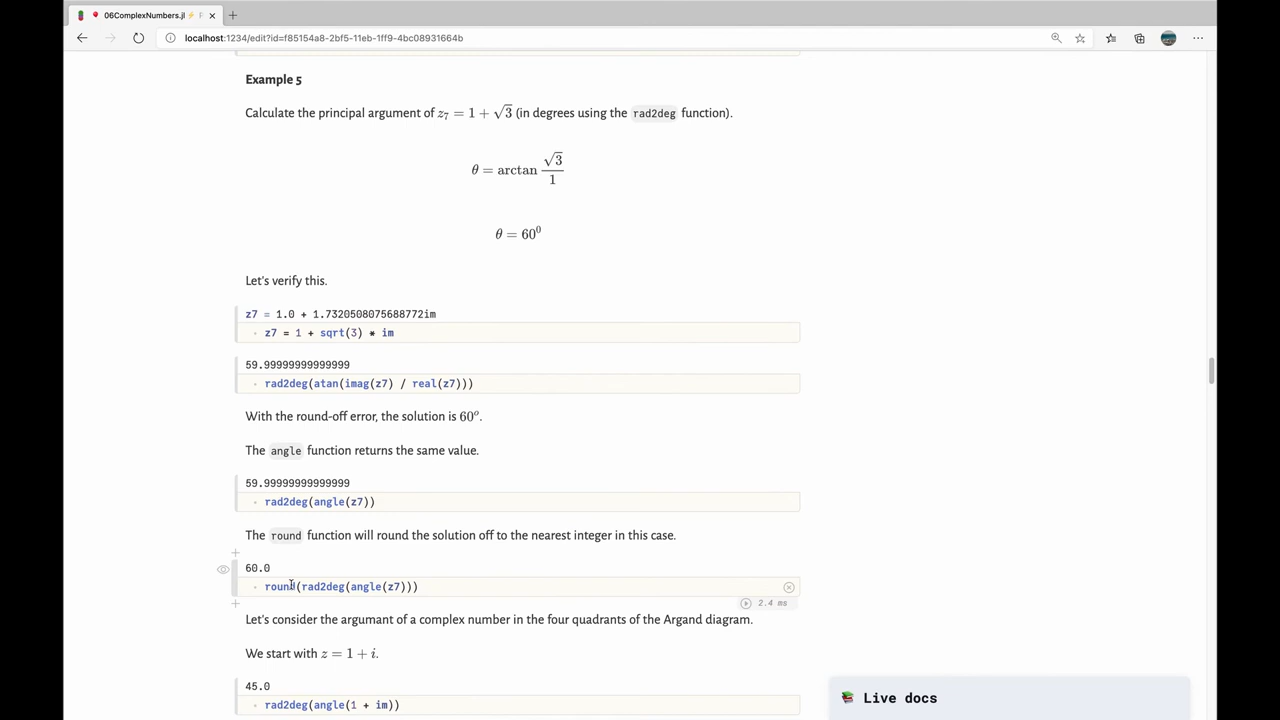 06ComplexNumbers.jl
localhost:1234/edit?id=f85154a8-2bf5-11eb-1ff9-4bc08931664b
Example 5
Calculate the principal argument of z₇ = 1 + √3 (in degrees using the rad2deg function).
θ = arctan √3/1
θ = 60⁰
Let's verify this.
z7 = 1.0 + 1.7320508075688772im
z7 = 1 + sqrt(3) * im
59.99999999999999
rad2deg(atan(imag(z7) / real(z7)))
With the round-off error, the solution is 60ᵒ.
The angle function returns the same value.
59.99999999999999
rad2deg(angle(z7))
The round function will round the solution off to the nearest integer in this case.
60.0
round(rad2deg(angle(z7)))
2.4 ms
Let's consider the argumant of a complex number in the four quadrants of the Argand diagram.
We start with z = 1 + i.
45.0
rad2deg(angle(1 + im))
Live docs